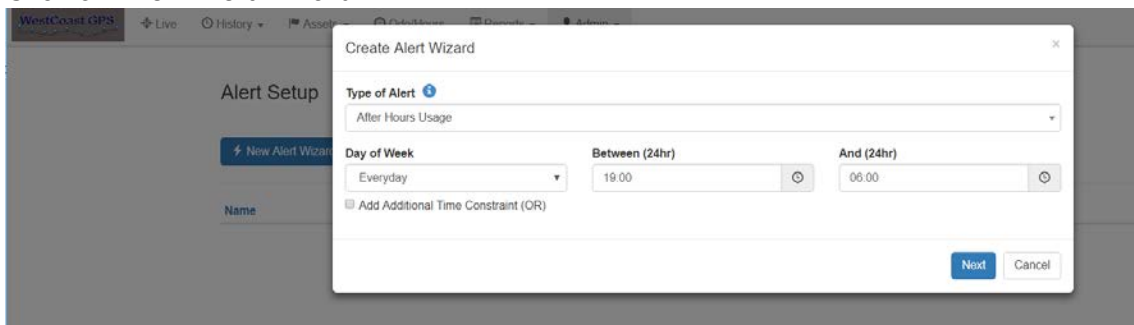 WestCoast GPS Live History Assets Odo/Hours Reports Admin
Create Alert Wizard ×
Alert Setup
Type of Alert
After Hours Usage
New Alert Wizard
Day of Week Between (24hr) And (24hr)
Everyday 19:00 06:00
Add Additional Time Constraint (OR)
Name
Next Cancel